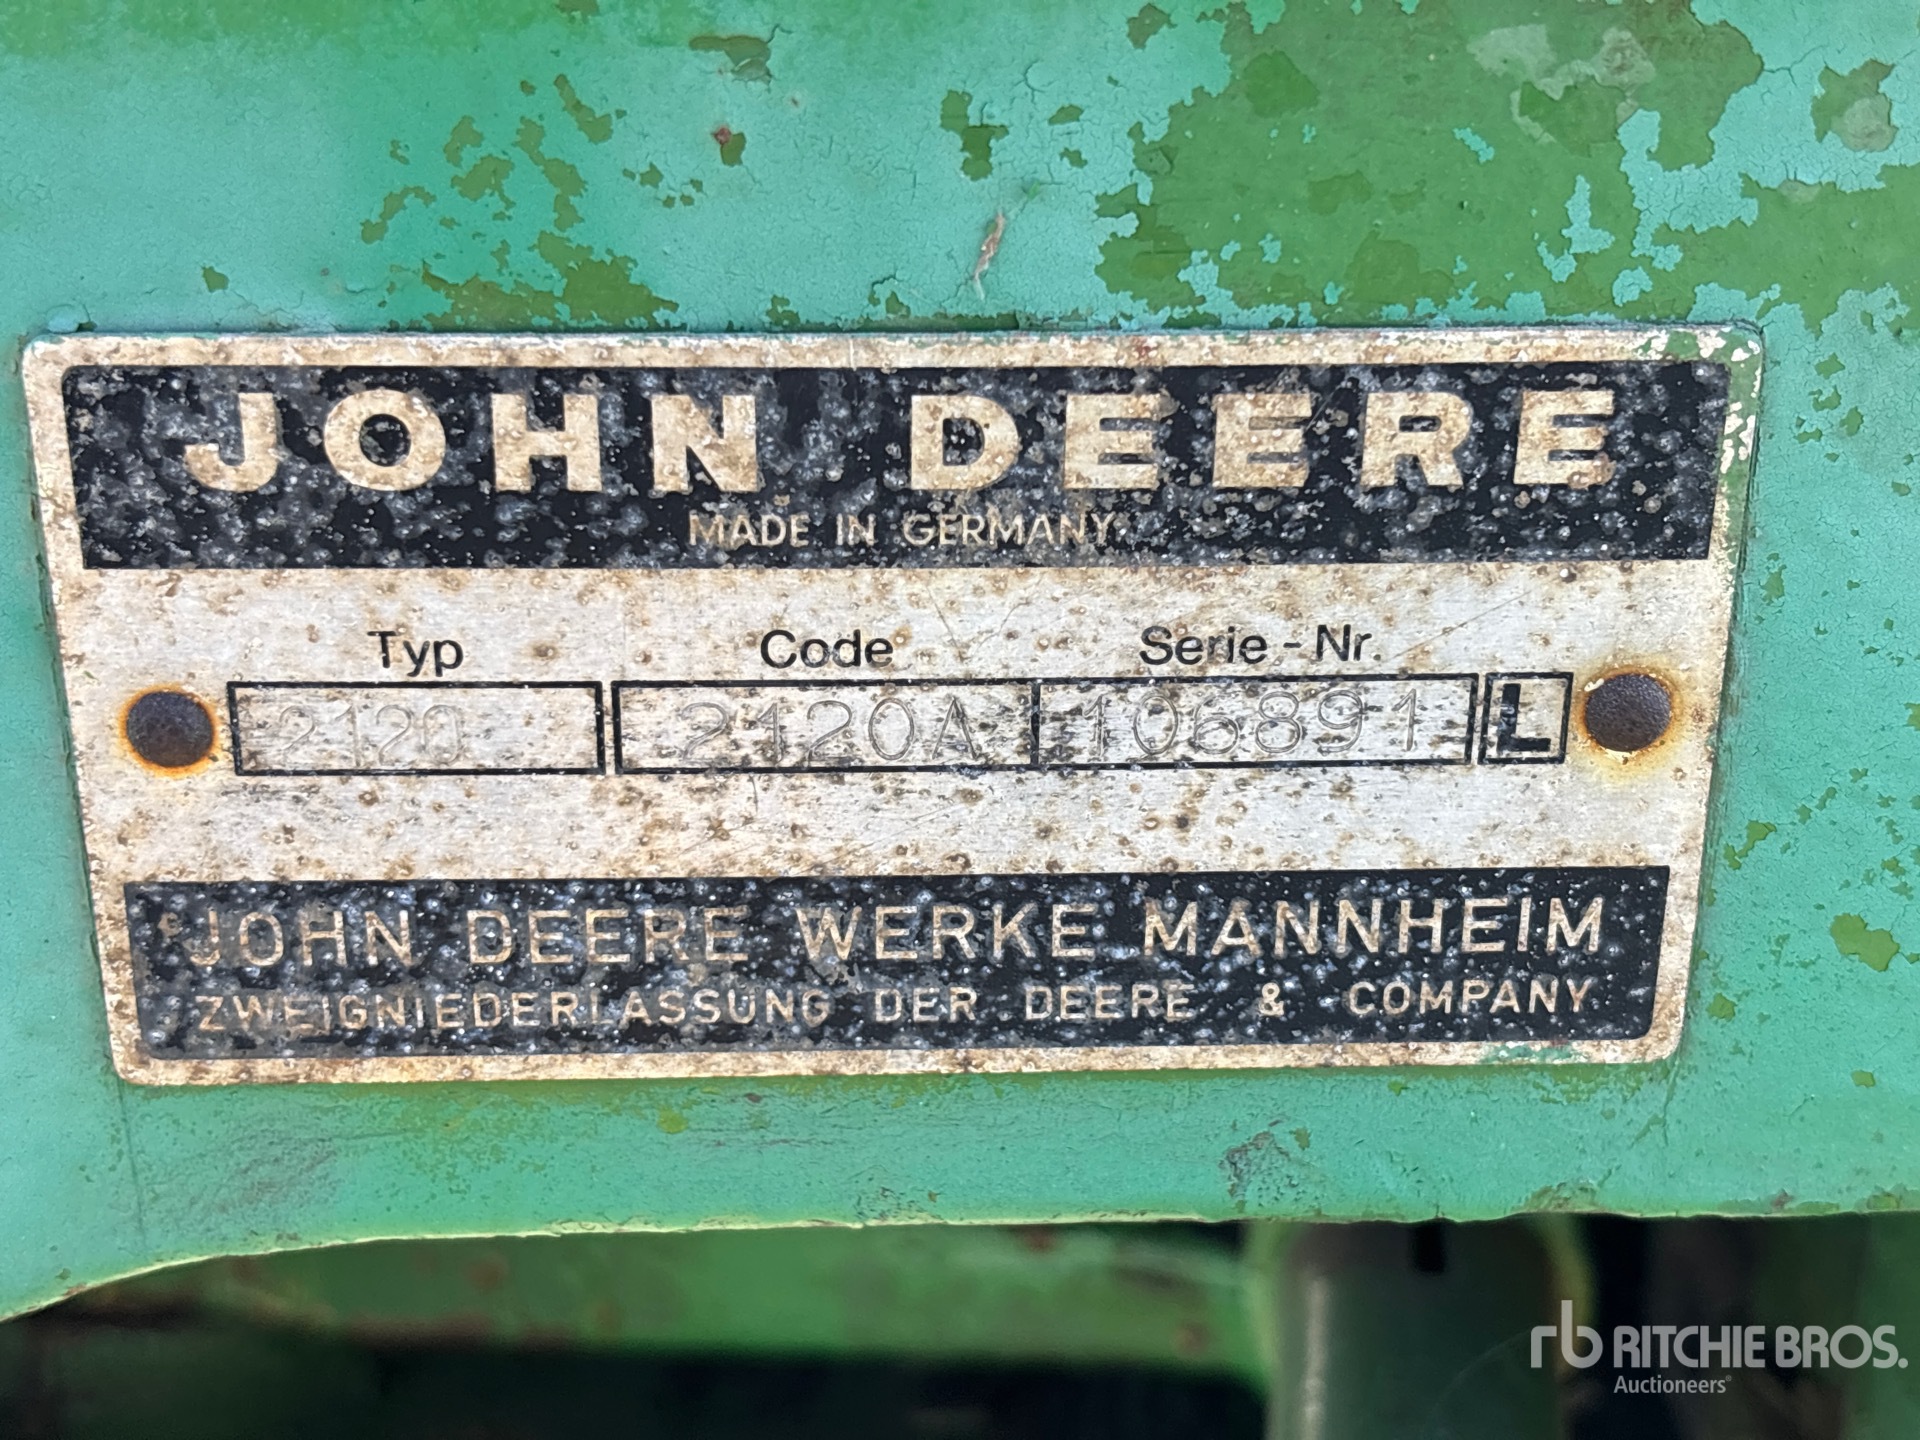 JOHN DEERE
MADE IN GERMANY
Typ Code Serie-Nr.
2120 2120A 106891 L
JOHN DEERE WERKE MANNHEIM
ZWEIGNIEDERLASSUNG DER DEERE & COMPANY
rb RITCHIE BROS.
Auctioneers®